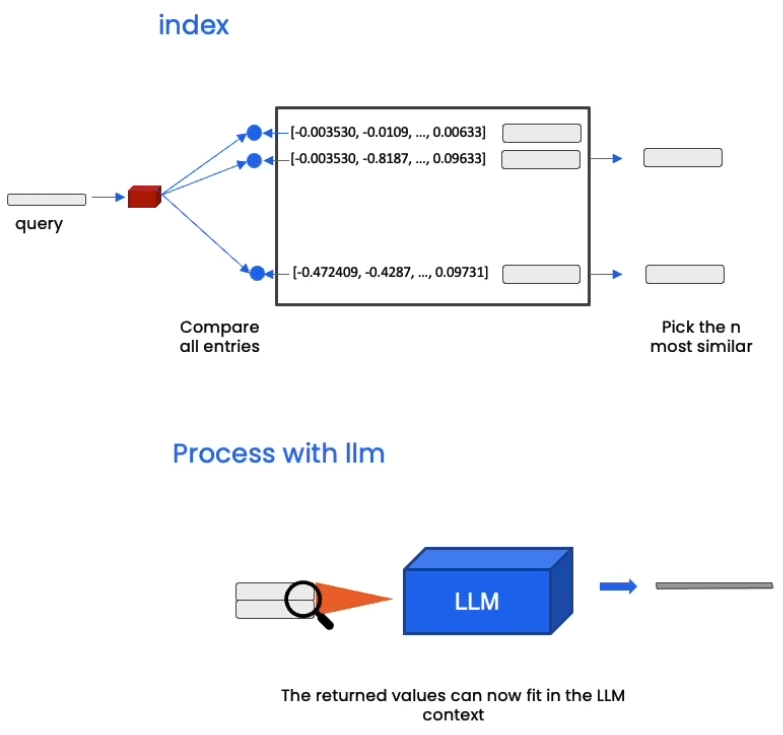 index
[-0.003530, -0.0109, ..., 0.00633]
[-0.003530, -0.8187, ..., 0.09633]
query
[-0.472409, -0.4287, ..., 0.09731]
Compare
all entries
Pick the n
most similar
Process with llm
LLM
The returned values can now fit in the LLM
context